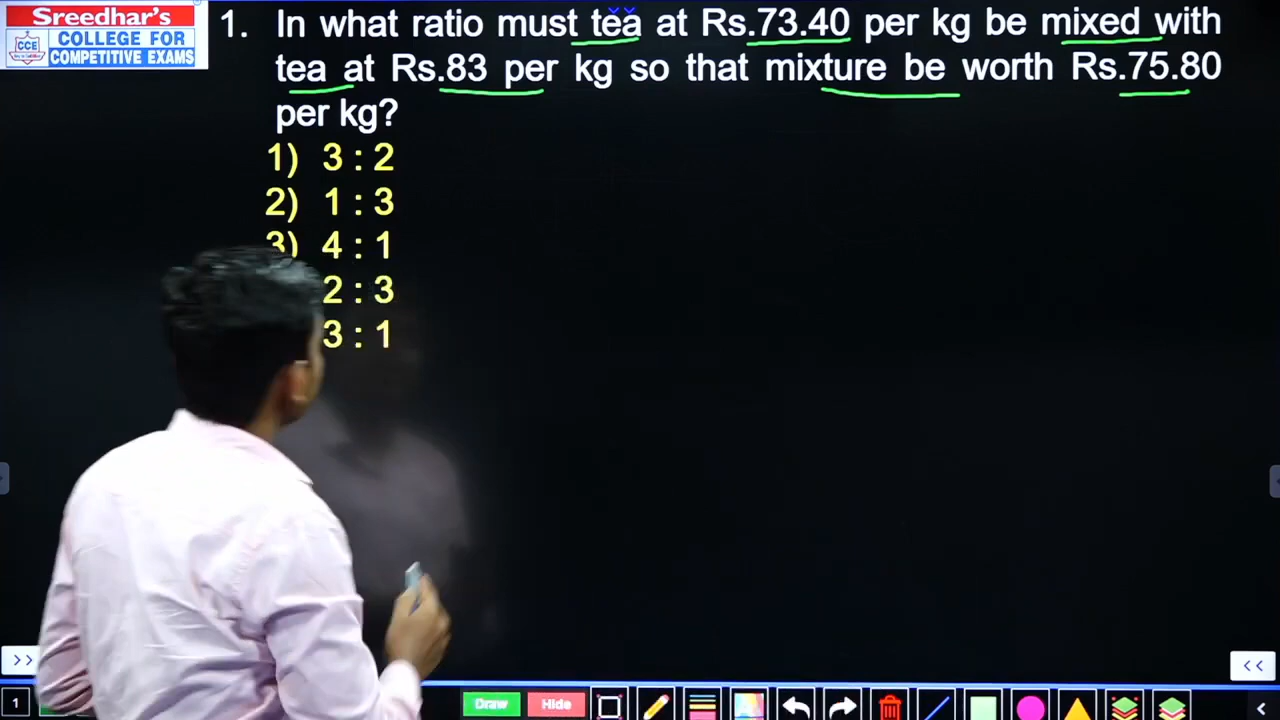 Sreedhar's
CCE
COLLEGE FOR
COMPETITIVE EXAMS
1. In what ratio must tea at Rs.73.40 per kg be mixed with
tea at Rs.83 per kg so that mixture be worth Rs.75.80
per kg?
1) 3 : 2
2) 1 : 3
3) 4 : 1
2 : 3
3 : 1
>>
<<
1
Draw
Hide
<